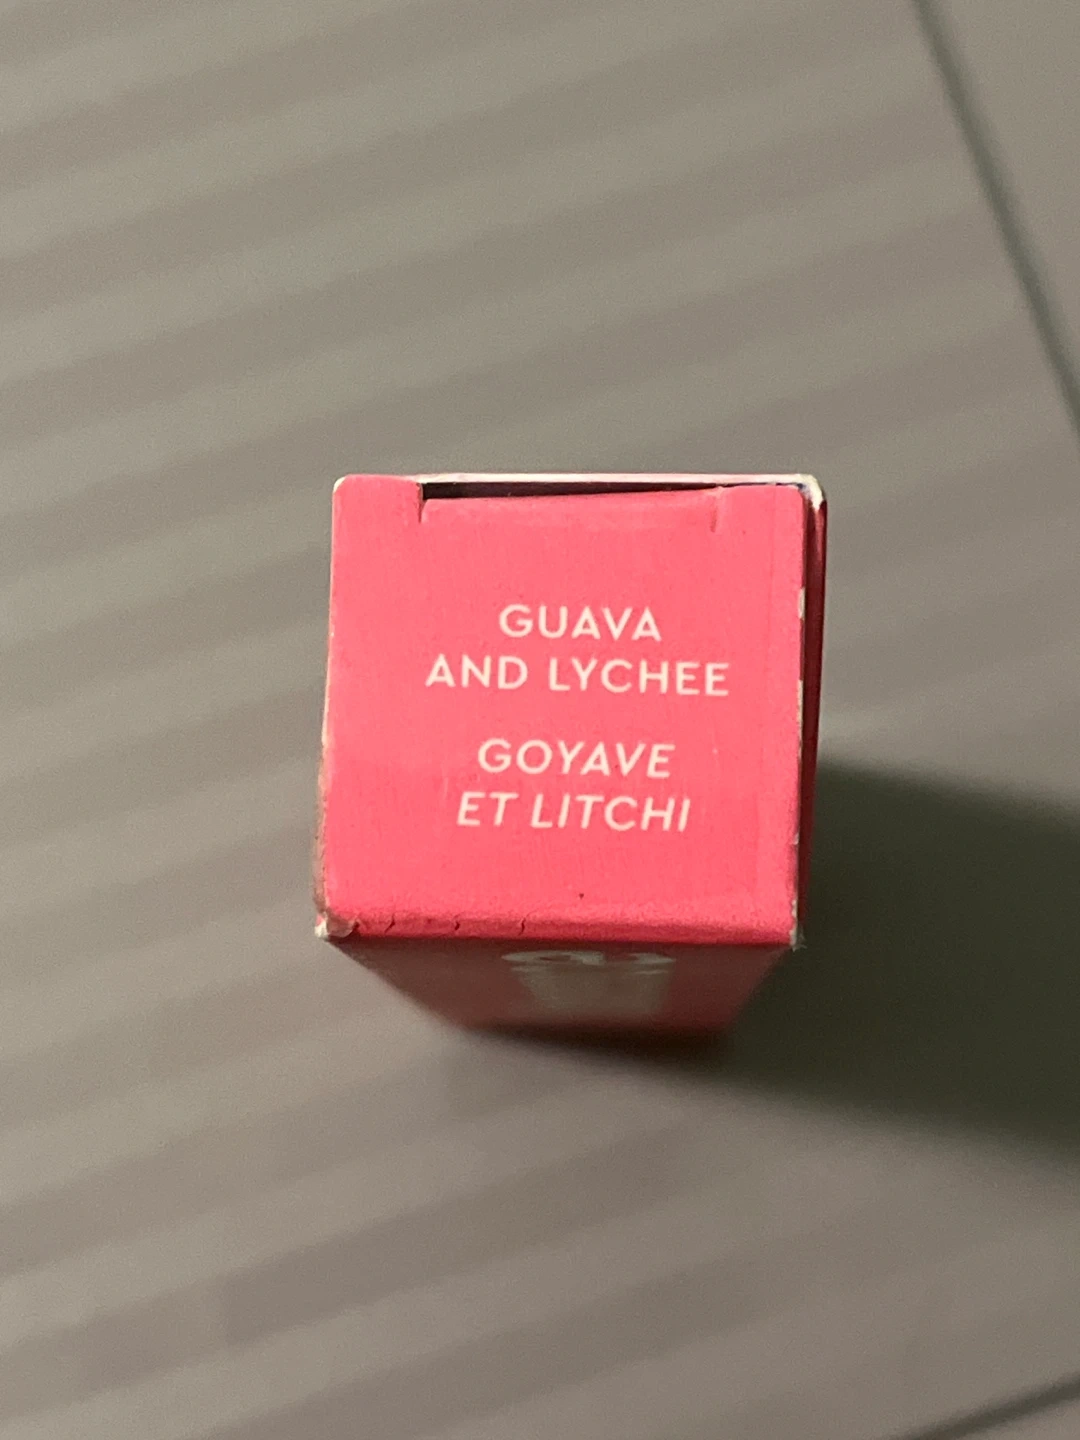 GUAVA
AND LYCHEE
GOYAVE
ET LITCHI